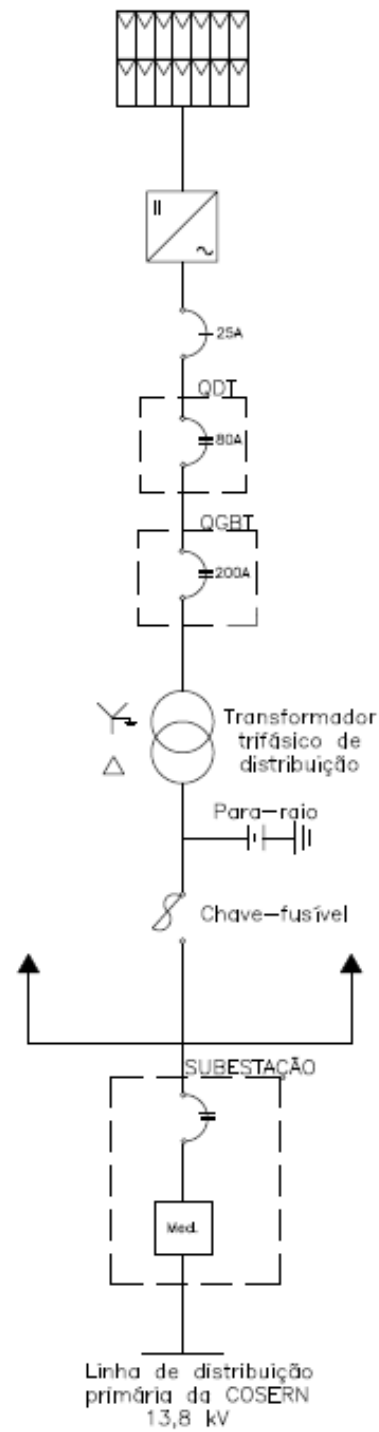 25A
QDT
80A
QGBT
200A
Transformador
trifásico de
distribuição
Para-raio
Chave-fusível
SUBESTAÇÃO
Med.
Linha de distribuição
primária da COSERN
13,8 kV